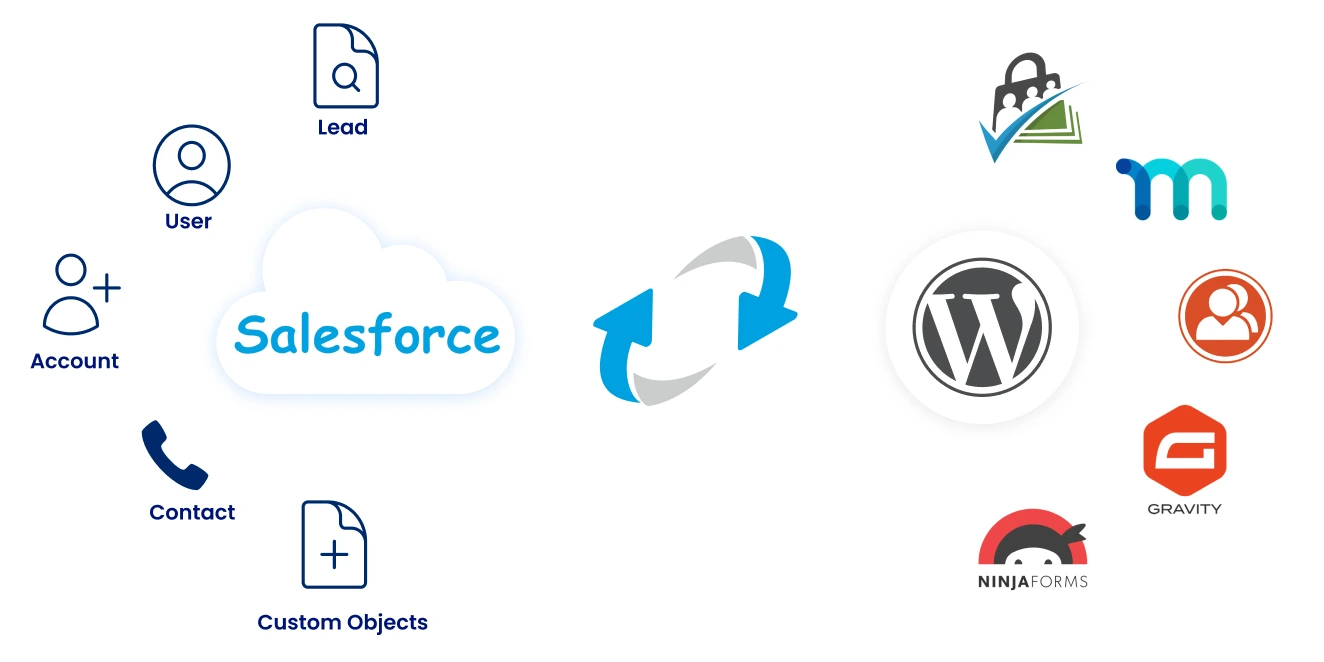 Lead
User
Salesforce
Account
Contact
Custom Objects
W
m
G
GRAVITY
NINJAFORMS